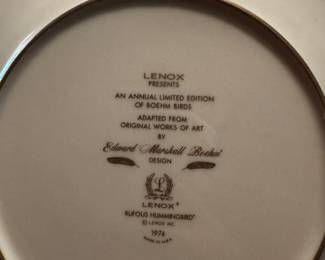 LENOX
PRESENTS
AN ANNUAL LIMITED EDITION
OF BOEHM BIRDS
ADAPTED FROM
ORIGINAL WORKS OF ART
BY
Edward Marshall Boehm
DESIGN
L
LENOX®
RUFOUS HUMMINGBIRD
© LENOX INC.
1974
MADE IN U.S.A.